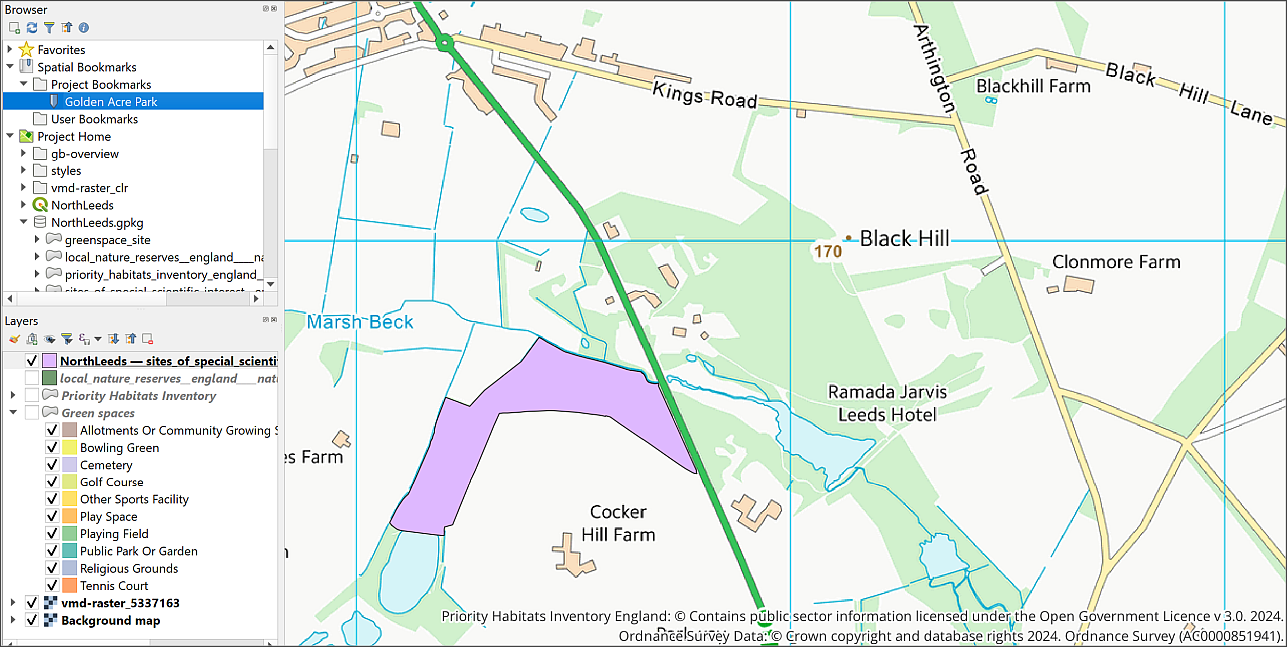 Browser
Favorites
Spatial Bookmarks
Project Bookmarks
Golden Acre Park
User Bookmarks
Project Home
gb-overview
styles
vmd-raster_clr
NorthLeeds
NorthLeeds.gpkg
greenspace_site
local_nature_reserves__england___na
priority_habitats_inventory_england_
Layers
NorthLeeds — sites_of_special_scientif
local_nature_reserves__england___natu
Priority Habitats Inventory
Green spaces
Allotments Or Community Growing S
Bowling Green
Cemetery
Golf Course
Other Sports Facility
Play Space
Playing Field
Public Park Or Garden
Religious Grounds
Tennis Court
vmd-raster_5337163
Background map
Kings Road
Arthington
Road
Blackhill Farm
Black Hill Lane
170
Black Hill
Clonmore Farm
Marsh Beck
Ramada Jarvis
Leeds Hotel
es Farm
Cocker
Hill Farm
Priority Habitats Inventory England: © Contains public sector information licensed under the Open Government Licence v 3.0. 2024.
Ordnance Survey Data: © Crown copyright and database rights 2024. Ordnance Survey (AC0000851941).